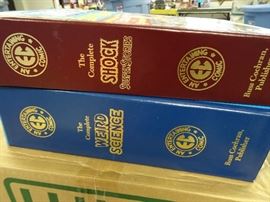 AN ENTERTAINING
EC
COMIC
The
Complete
SHOCK
SUSPENSTORIES
AN ENTERTAINING
EC
COMIC
Russ Cochran,
Publisher
AN ENTERTAINING
EC
COMIC
The
Complete
WEIRD
SCIENCE
AN ENTERTAINING
EC
COMIC
Russ Cochran,
Publisher